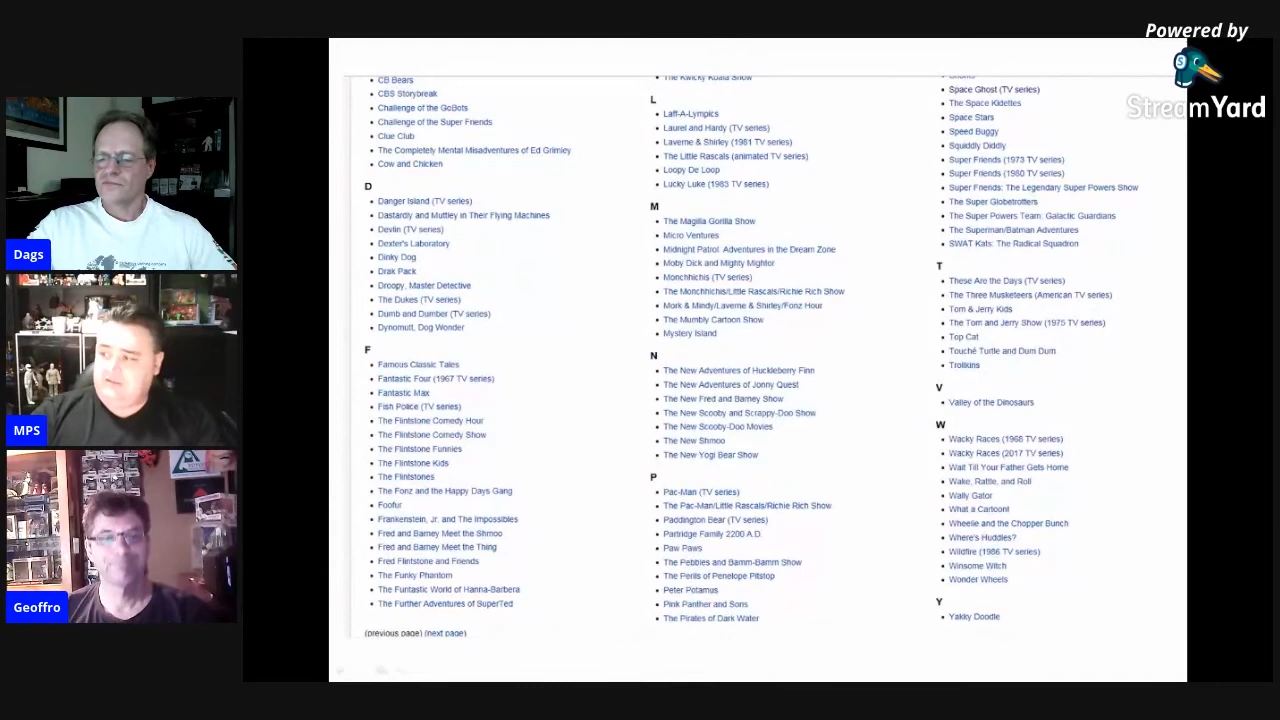 Powered by
StreamYard
Dags
MPS
Geoffro
CB Bears
CBS Storybreak
Challenge of the GoBots
Challenge of the Super Friends
Clue Club
The Completely Mental Misadventures of Ed Grimley
Cow and Chicken
D
Danger Island (TV series)
Dastardly and Muttley in Their Flying Machines
Devlin (TV series)
Dexter's Laboratory
Dinky Dog
Drak Pack
Droopy, Master Detective
The Dukes (TV series)
Dumb and Dumber (TV series)
Dynomutt, Dog Wonder
F
Famous Classic Tales
Fantastic Four (1967 TV series)
Fantastic Max
Fish Police (TV series)
The Flintstone Comedy Hour
The Flintstone Comedy Show
The Flintstone Funnies
The Flintstone Kids
The Flintstones
The Fonz and the Happy Days Gang
Foofur
Frankenstein, Jr. and The Impossibles
Fred and Barney Meet the Shmoo
Fred and Barney Meet the Thing
Fred Flintstone and Friends
The Funky Phantom
The Funtastic World of Hanna-Barbera
The Further Adventures of SuperTed
(previous page) (next page)
The Kwicky Koala Show
L
Laff-A-Lympics
Laurel and Hardy (TV series)
Laverne & Shirley (1981 TV series)
The Little Rascals (animated TV series)
Loopy De Loop
Lucky Luke (1983 TV series)
M
The Magilla Gorilla Show
Micro Ventures
Midnight Patrol: Adventures in the Dream Zone
Moby Dick and Mighty Mightor
Monchhichis (TV series)
The Monchhichis/Little Rascals/Richie Rich Show
Mork & Mindy/Laverne & Shirley/Fonz Hour
The Mumbly Cartoon Show
Mystery Island
N
The New Adventures of Huckleberry Finn
The New Adventures of Jonny Quest
The New Fred and Barney Show
The New Scooby and Scrappy-Doo Show
The New Scooby-Doo Movies
The New Shmoo
The New Yogi Bear Show
P
Pac-Man (TV series)
The Pac-Man/Little Rascals/Richie Rich Show
Paddington Bear (TV series)
Partridge Family 2200 A.D.
Paw Paws
The Pebbles and Bamm-Bamm Show
The Perils of Penelope Pitstop
Peter Potamus
Pink Panther and Sons
The Pirates of Dark Water
Space Ghost (TV series)
The Space Kidettes
Space Stars
Speed Buggy
Squiddly Diddly
Super Friends (1973 TV series)
Super Friends (1980 TV series)
Super Friends: The Legendary Super Powers Show
The Super Globetrotters
The Super Powers Team: Galactic Guardians
The Superman/Batman Adventures
SWAT Kats: The Radical Squadron
T
These Are the Days (TV series)
The Three Musketeers (American TV series)
Tom & Jerry Kids
The Tom and Jerry Show (1975 TV series)
Top Cat
Touché Turtle and Dum Dum
Trollkins
V
Valley of the Dinosaurs
W
Wacky Races (1968 TV series)
Wacky Races (2017 TV series)
Wait Till Your Father Gets Home
Wake, Rattle, and Roll
Wally Gator
What a Cartoon!
Wheelie and the Chopper Bunch
Where's Huddles?
Wildfire (1986 TV series)
Winsome Witch
Wonder Wheels
Y
Yakky Doodle